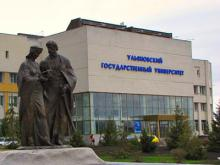 УЛЬЯНОВСКИЙ
ГОСУДАРСТВЕННЫЙ УНИВЕРСИТЕТ